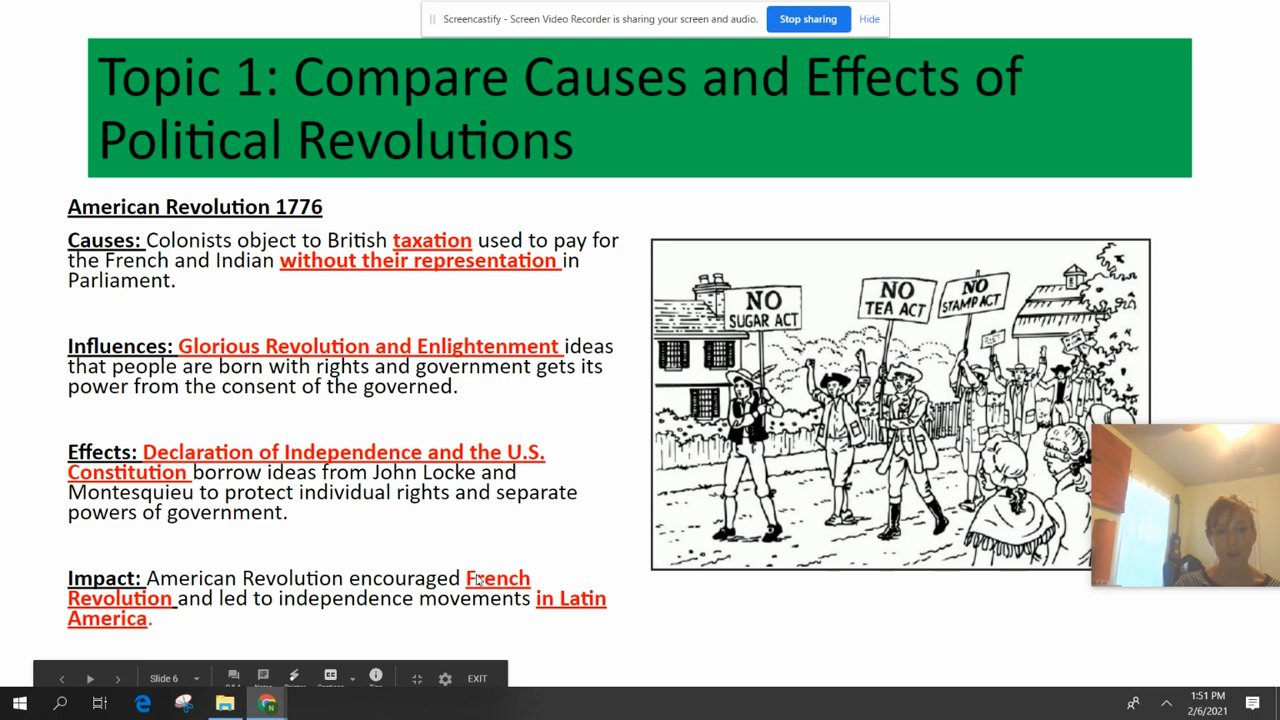 Screencastify - Screen Video Recorder is sharing your screen and audio.
Stop sharing
Hide
Topic 1: Compare Causes and Effects of
Political Revolutions
American Revolution 1776
Causes: Colonists object to British taxation used to pay for
the French and Indian without their representation in
Parliament.
Influences: Glorious Revolution and Enlightenment ideas
that people are born with rights and government gets its
power from the consent of the governed.
Effects: Declaration of Independence and the U.S.
Constitution borrow ideas from John Locke and
Montesquieu to protect individual rights and separate
powers of government.
Impact: American Revolution encouraged French
Revolution and led to independence movements in Latin
America.
NO
SUGAR ACT
NO
TEA ACT
NO
STAMP ACT
Slide 6
EXIT
1:51 PM
2/6/2021